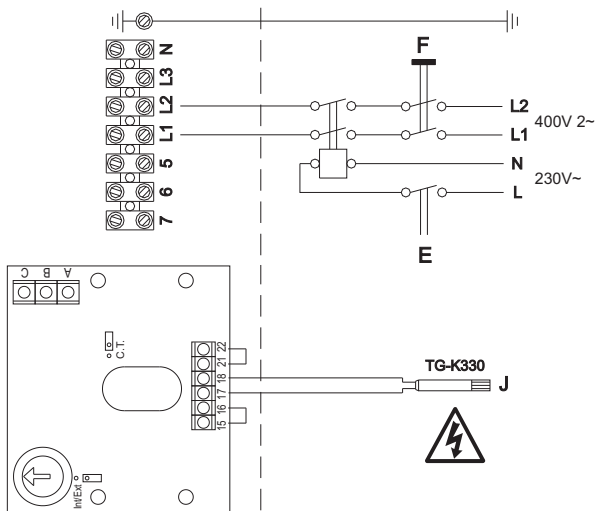 N
L3
L2
L1
5
6
7
F
L2
400V 2~
L1
N
230V~
L
E
C B A
C.T.
22
21
18
17
16
15
TG-K330
J
Int/Ext